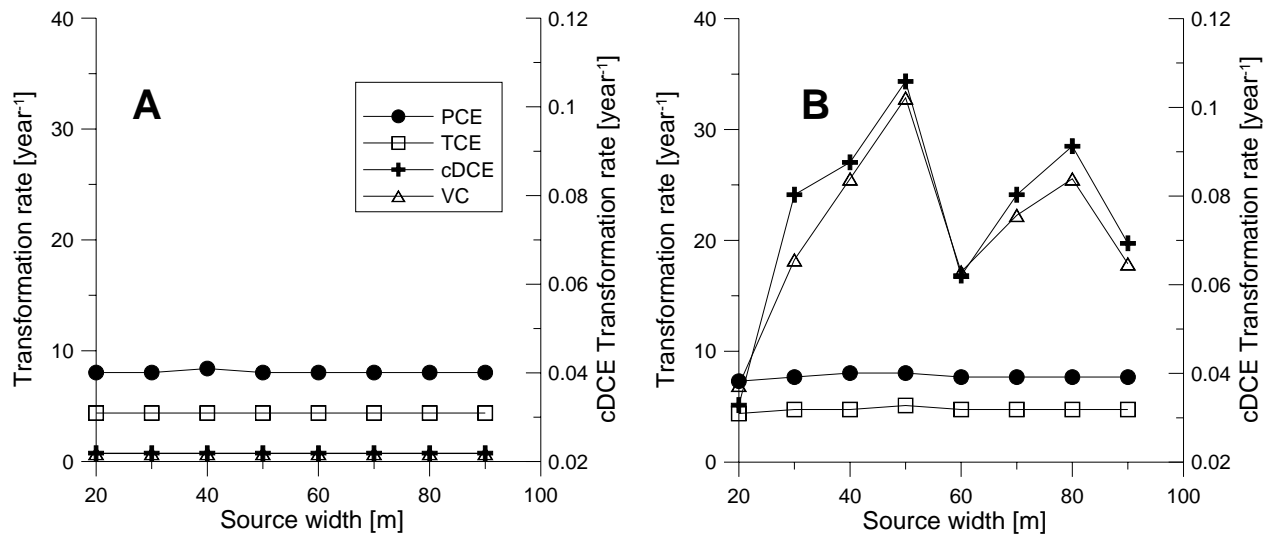 40
30
20
10
0
Transformation rate [year-1]
A
PCE
TCE
cDCE
VC
0.12
0.1
0.08
0.06
0.04
0.02
cDCE Transformation rate [year-1]
20 40 60 80 100
Source width [m]
40
30
20
10
0
Transformation rate [year-1]
B
0.12
0.1
0.08
0.06
0.04
0.02
cDCE Transformation rate [year-1]
20 40 60 80 100
Source width [m]